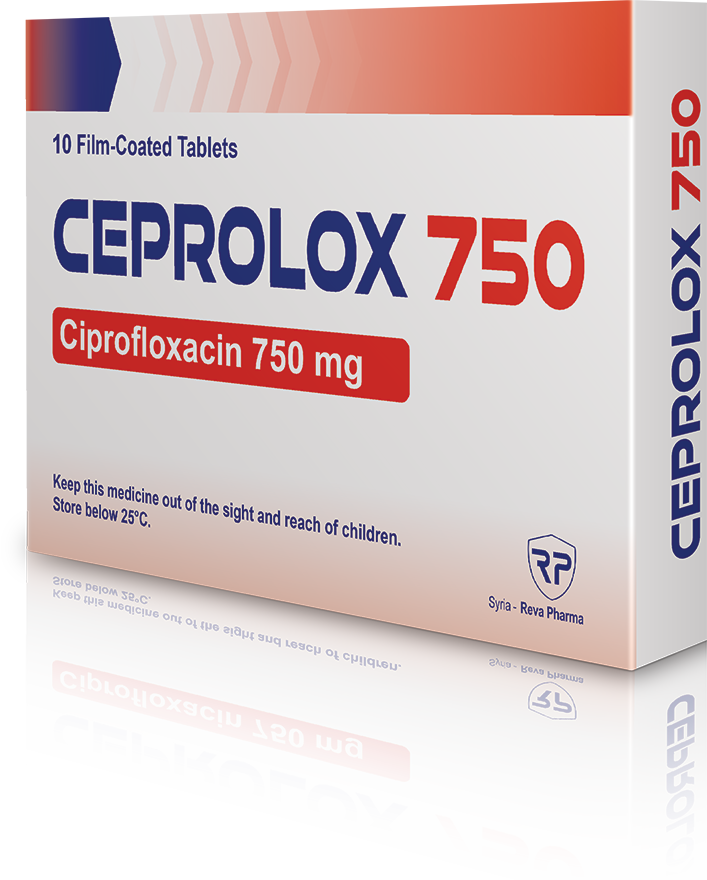 10 Film-Coated Tablets
CEPROLOX 750
Ciprofloxacin 750 mg
Keep this medicine out of the sight and reach of children.
Store below 25°C.
RP
Syria - Reva Pharma
CEPROLOX 750